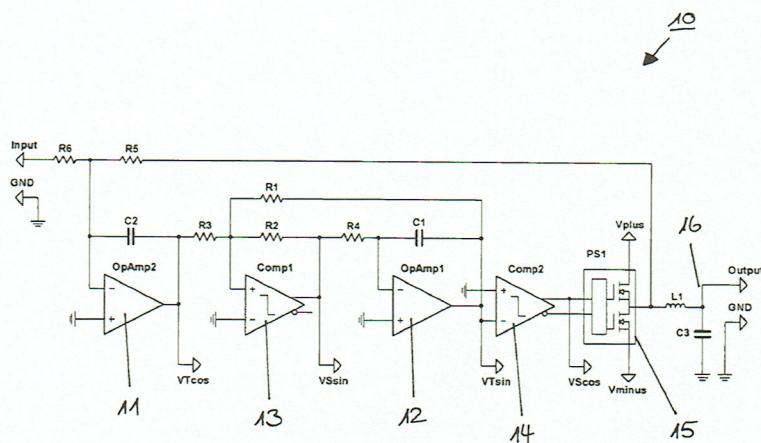 10
Input
R6
R5
GND
R1
C2
R3
R2
R4
C1
Vplus
16
OpAmp2
Comp1
OpAmp1
Comp2
PS1
Output
L1
GND
C3
VTcos
VSsin
VTsin
VScos
Vminus
11
13
12
14
15